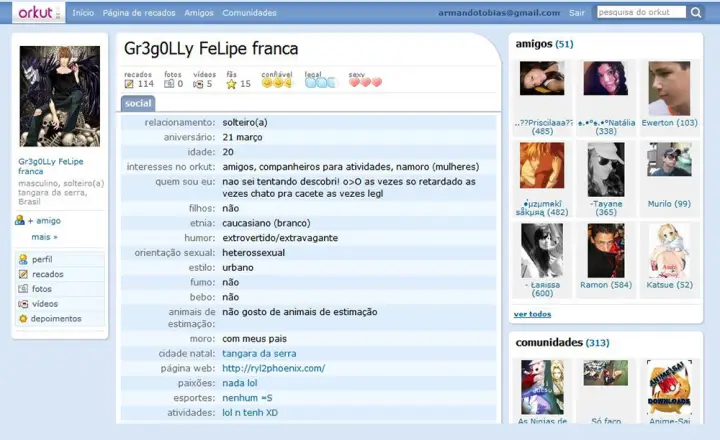 orkut Início Página de recados Amigos Comunidades armandotobias@gmail.com Sair pesquisa do orkut
Gr3g0LLy FeLipe
franca
masculino, solteiro(a)
tangara da serra,
Brasil
+ amigo
mais »
perfil
recados
fotos
vídeos
depoimentos
Gr3g0LLy FeLipe franca
recados fotos vídeos fãs confiável legal sexy
114 0 5 15
social
relacionamento: solteiro(a)
aniversário: 21 março
idade: 20
interesses no orkut: amigos, companheiros para atividades, namoro (mulheres)
quem sou eu: nao sei tentando descobri! o>O as vezes so retardado as
vezes chato pra cacete as vezes legl
filhos: não
etnia: caucasiano (branco)
humor: extrovertido/extravagante
orientação sexual: heterossexual
estilo: urbano
fumo: não
bebo: não
animais de
estimação: não gosto de animais de estimação
moro: com meus pais
cidade natal: tangara da serra
página web: http://ryl2phoenix.com/
paixões: nada lol
esportes: nenhum =S
atividades: lol n tenh XD
amigos (51)
..??Priscilaaa??
(485)
♠.•°♠.•°Natália
(338)
Ewerton (103)
(482)
-Tayane
(365)
Murilo (99)
- Łaяissa
(600)
Ramon (584)
Katsue (52)
ver todos
comunidades (313)
ANIME-SAI
DOWNLOADS
As Ninjas de
Só faço
Anime-Sai